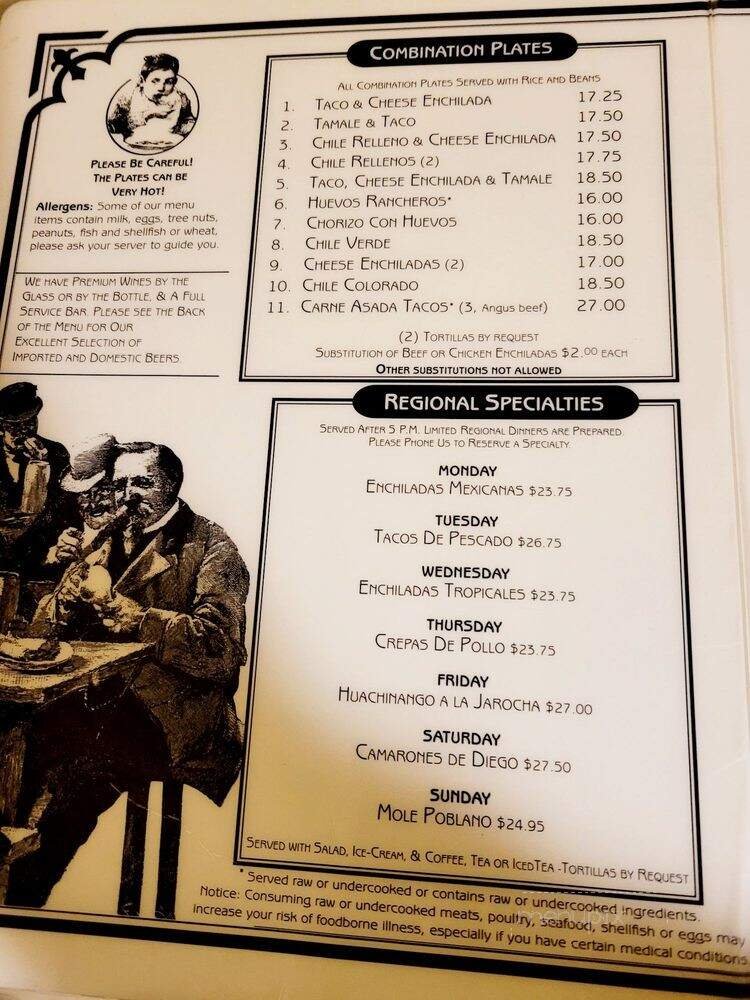 PLEASE BE CAREFUL!
THE PLATES CAN BE
VERY HOT!
Allergens: Some of our menu
items contain milk, eggs, tree nuts,
peanuts, fish and shellfish or wheat,
please ask your server to guide you.
WE HAVE PREMIUM WINES BY THE
GLASS OR BY THE BOTTLE, & A FULL
SERVICE BAR. PLEASE SEE THE BACK
OF THE MENU FOR OUR
EXCELLENT SELECTION OF
IMPORTED AND DOMESTIC BEERS.
COMBINATION PLATES
ALL COMBINATION PLATES SERVED WITH RICE AND BEANS
1. TACO & CHEESE ENCHILADA 17.25
2. TAMALE & TACO 17.50
3. CHILE RELLENO & CHEESE ENCHILADA 17.50
4. CHILE RELLENOS (2) 17.75
5. TACO, CHEESE ENCHILADA & TAMALE 18.50
6. HUEVOS RANCHEROS* 16.00
7. CHORIZO CON HUEVOS 16.00
8. CHILE VERDE 18.50
9. CHEESE ENCHILADAS (2) 17.00
10. CHILE COLORADO 18.50
11. CARNE ASADA TACOS* (3, Angus beef) 27.00
(2) TORTILLAS BY REQUEST
SUBSTITUTION OF BEEF OR CHICKEN ENCHILADAS $2.00 EACH
OTHER SUBSTITUTIONS NOT ALLOWED
REGIONAL SPECIALTIES
SERVED AFTER 5 P.M. LIMITED REGIONAL DINNERS ARE PREPARED.
PLEASE PHONE US TO RESERVE A SPECIALTY.
MONDAY
ENCHILADAS MEXICANAS $23.75
TUESDAY
TACOS DE PESCADO $26.75
WEDNESDAY
ENCHILADAS TROPICALES $23.75
THURSDAY
CREPAS DE POLLO $23.75
FRIDAY
HUACHINANGO A LA JAROCHA $27.00
SATURDAY
CAMARONES DE DIEGO $27.50
SUNDAY
MOLE POBLANO $24.95
SERVED WITH SALAD, ICE-CREAM, & COFFEE, TEA OR ICEDTEA -TORTILLAS BY REQUEST
* Served raw or undercooked or contains raw or undercooked ingredients.
Notice: Consuming raw or undercooked meats, poultry, seafood, shellfish or eggs may
increase your risk of foodborne illness, especially if you have certain medical conditions.